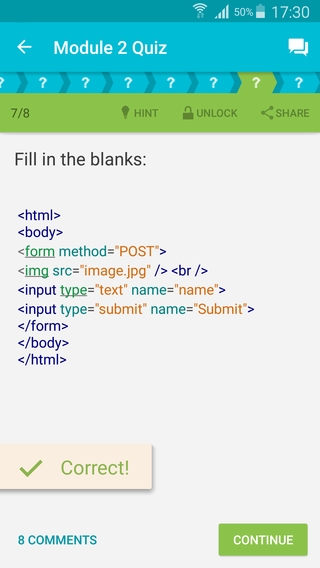 50% 17:30
Module 2 Quiz
? ? ? ? ? ? ? ?
7/8 HINT UNLOCK SHARE
Fill in the blanks:
<html>
<body>
<form method="POST">
<img src="image.jpg" /> <br />
<input type="text" name="name">
<input type="submit" name="Submit">
</form>
</body>
</html>
Correct!
8 COMMENTS CONTINUE